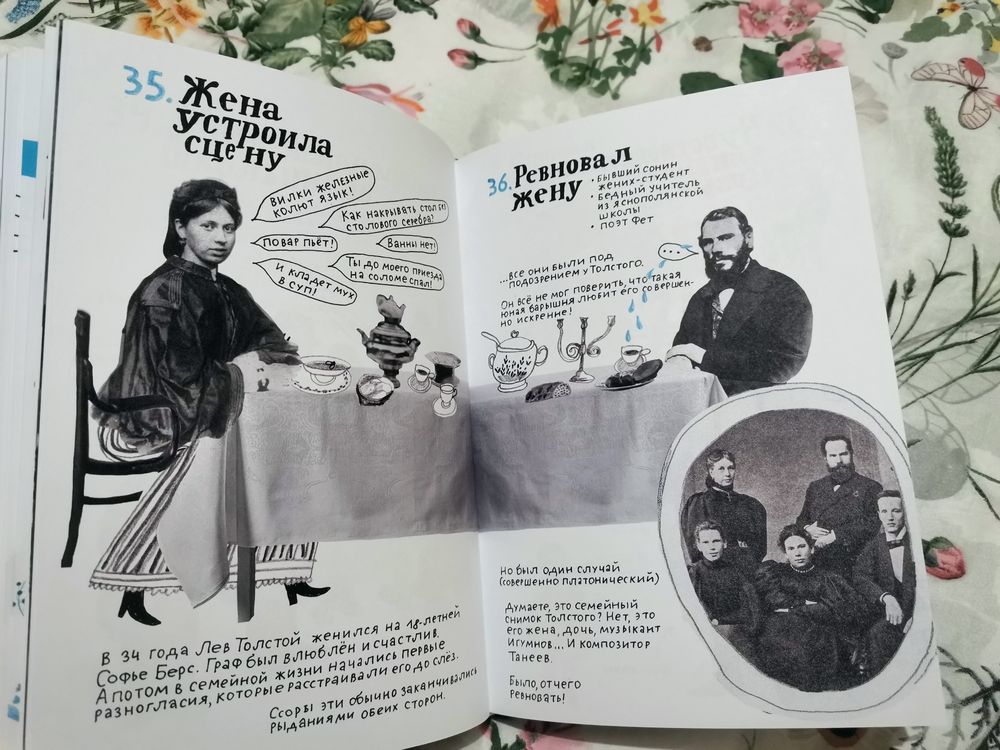 35. Жена
устроила
сцену
Вилки железные
колют язык!
Как накрывать стол без
столового серебра?
Повар пьёт!
Ванны нет!
И кладет мух
в суп!
Ты до моего приезда
на соломе спал!
В 34 года Лев Толстой женился на 18-летней
Софье Берс. Граф был влюблён и счастлив.
А потом в семейной жизни начались первые
разногласия, которые расстраивали его до слёз.
Ссоры эти обычно заканчивались
рыданиями обеих сторон.
36. Ревновал
жену
• бывший сонин
жених-студент
• бедный учитель
из яснополянской
школы
• поэт Фет
...
...все они были под
подозрением у Толстого.
Он всё не мог поверить, что такая
юная барышня любит его совершен-
но искренне!
Но был один случай
(совершенно платонический)
Думаете, это семейный
снимок Толстого? Нет, это
его жена, дочь, музыкант
Игумнов... И композитор
Танеев.
Было, от чего
ревновать!